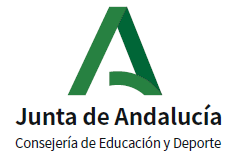 Junta de Andalucía
Consejería de Educación y Deporte